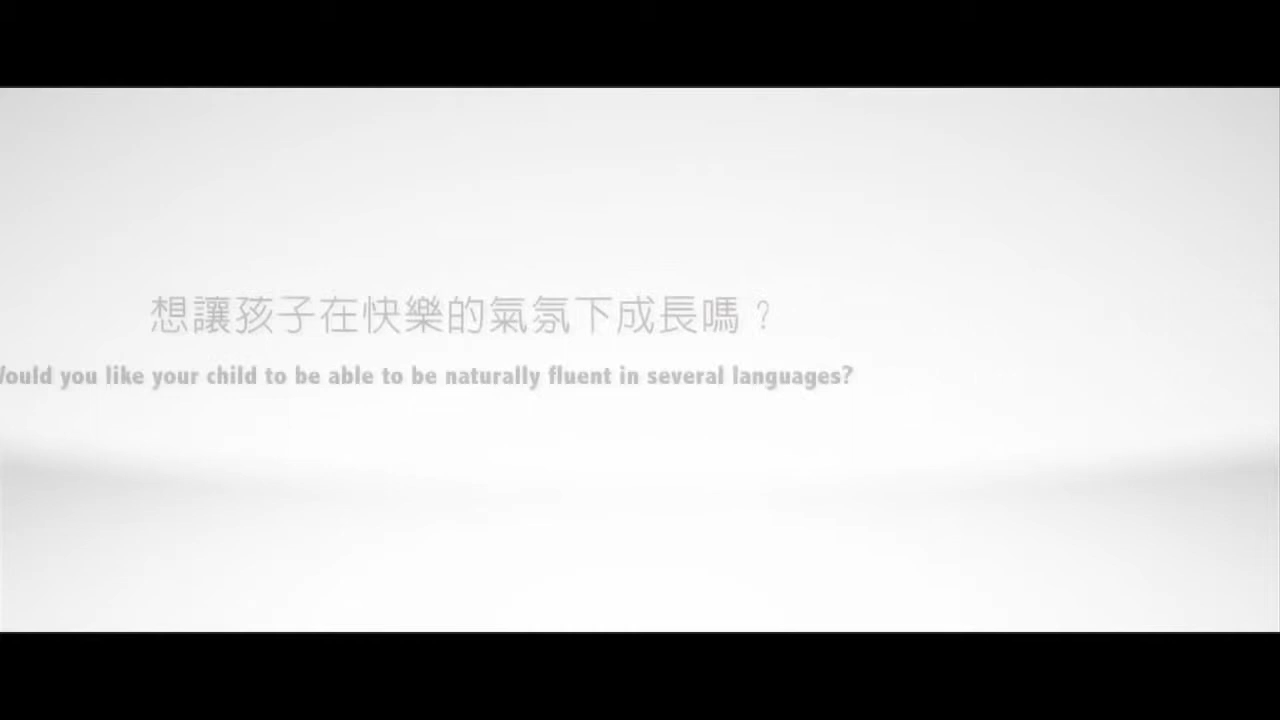 想讓孩子在快樂的氣氛下成長嗎？
ould you like your child to be able to be naturally fluent in several languages?